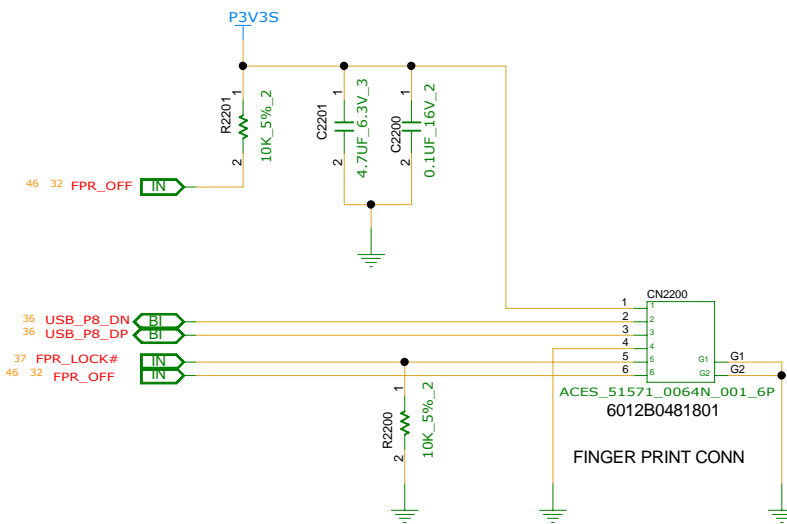 P3V3S
1
R2201
10K_5%_2
2
1
C2201
4.7UF_6.3V_3
2
1
C2200
0.1UF_16V_2
2
46 32 FPR_OFF IN
CN2200
36 USB_P8_DN BI
36 USB_P8_DP BI
37 FPR_LOCK# IN
46 32 FPR_OFF IN
1 1
2 2
3 3
4 4
5 5
6 6
G1 G1
G2 G2
ACES_51571_0064N_001_6P
6012B0481801
1
R2200
10K_5%_2
2
FINGER PRINT CONN